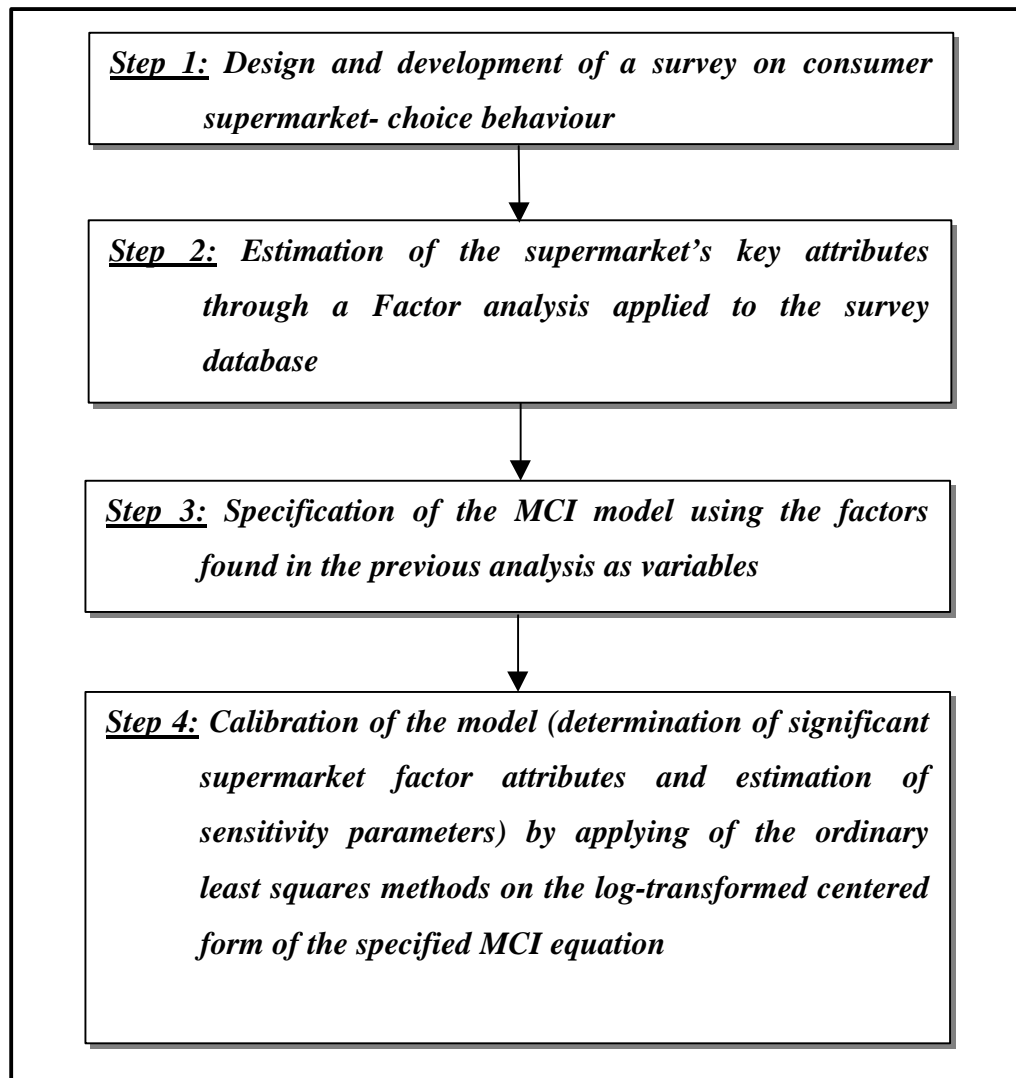 Step 1: Design and development of a survey on consumer
supermarket- choice behaviour
Step 2: Estimation of the supermarket's key attributes
through a Factor analysis applied to the survey
database
Step 3: Specification of the MCI model using the factors
found in the previous analysis as variables
Step 4: Calibration of the model (determination of significant
supermarket factor attributes and estimation of
sensitivity parameters) by applying of the ordinary
least squares methods on the log-transformed centered
form of the specified MCI equation